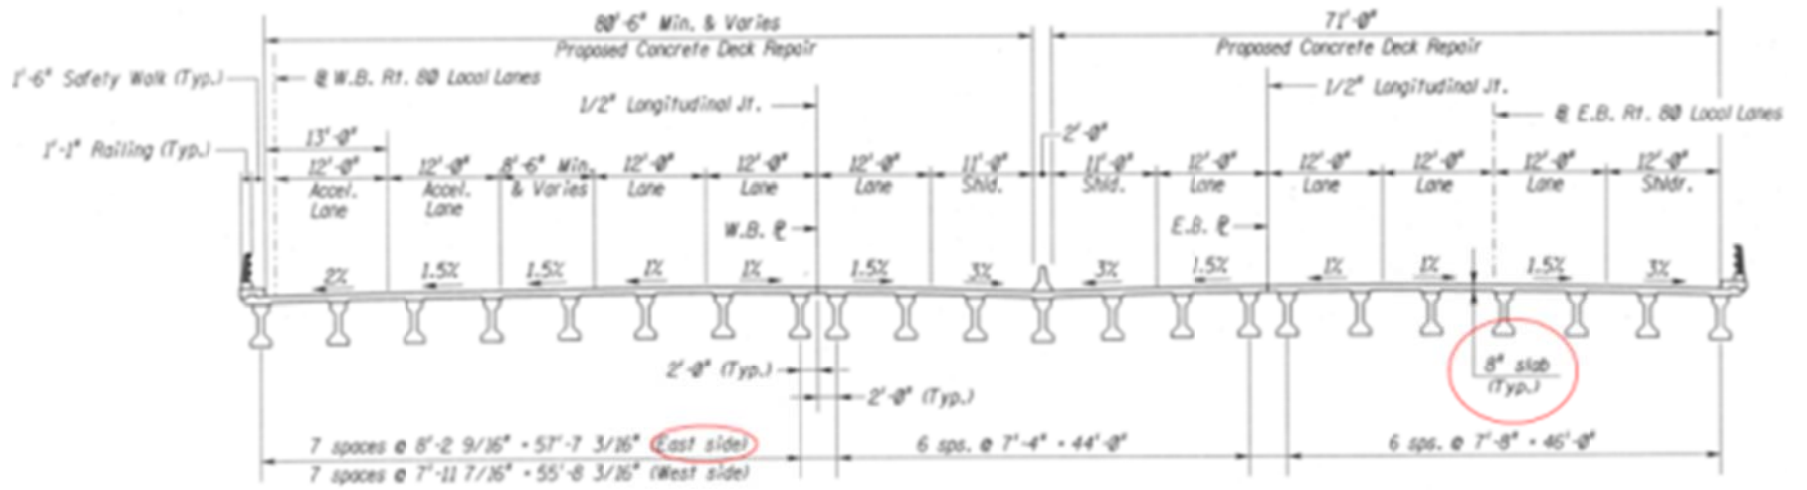 80'-6" Min. & Varies
71'-0"
Proposed Concrete Deck Repair
Proposed Concrete Deck Repair
1'-6" Safety Walk (Typ.)
℄ W.B. Rt. 80 Local Lanes
1/2" Longitudinal Jt.
1/2" Longitudinal Jt.
℄ E.B. Rt. 80 Local Lanes
1'-1" Railing (Typ.)
13'-0"
2'-0"
12'-0" Accel. Lane
12'-0" Accel. Lane
8'-6" Min. & Varies
12'-0" Lane
12'-0" Lane
12'-0" Lane
11'-0" Shld.
11'-0" Shld.
12'-0" Lane
12'-0" Lane
12'-0" Lane
12'-0" Lane
12'-0" Shldr.
W.B. ℄
E.B. ℄
2%
1.5%
1.5%
1%
1%
1.5%
3%
3%
1.5%
1%
1%
1.5%
3%
2'-0" (Typ.)
2'-0" (Typ.)
8" slab
(Typ.)
7 spaces @ 8'-2 9/16" = 57'-7 3/16" (East side)
7 spaces @ 7'-11 7/16" = 55'-8 3/16" (West side)
6 sps. @ 7'-4" = 44'-0"
6 sps. @ 7'-8" = 46'-0"